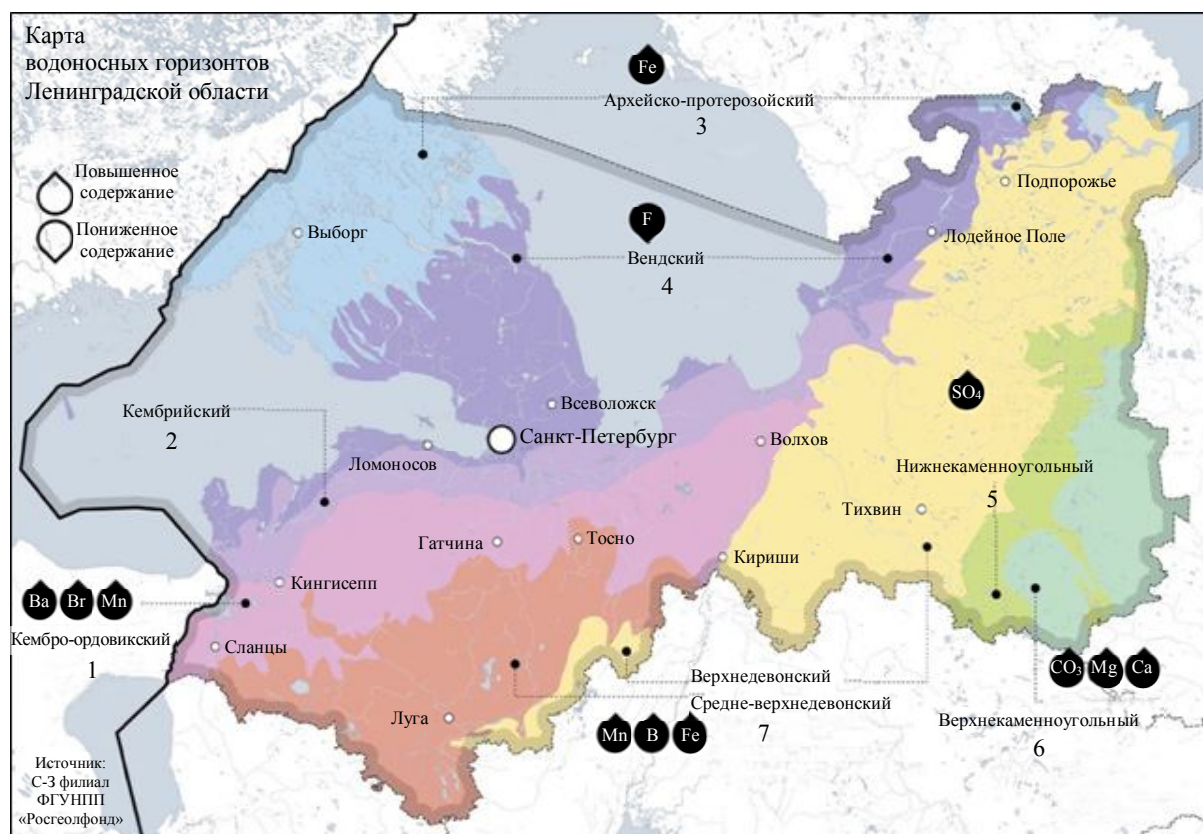 Карта
водоносных горизонтов
Ленинградской области
Повышенное
содержание
Пониженное
содержание
Fe
Архейско-протерозойский
3
Подпорожье
F
Выборг
Лодейное Поле
Вендский
4
SO₄
Кембрийский
2
Всеволожск
Санкт-Петербург
Волхов
Ломоносов
Нижнекаменноугольный
5
Тихвин
Гатчина
Тосно
Кириши
Кингисепп
Ba Br Mn
Кембро-ордовикский
1
Сланцы
CO₃ Mg Ca
Верхнедевонский
Средне-верхнедевонский
7
Луга
Mn B Fe
Верхнекаменноугольный
6
Источник:
С-З филиал
ФГУНПП
«Росгеолфонд»